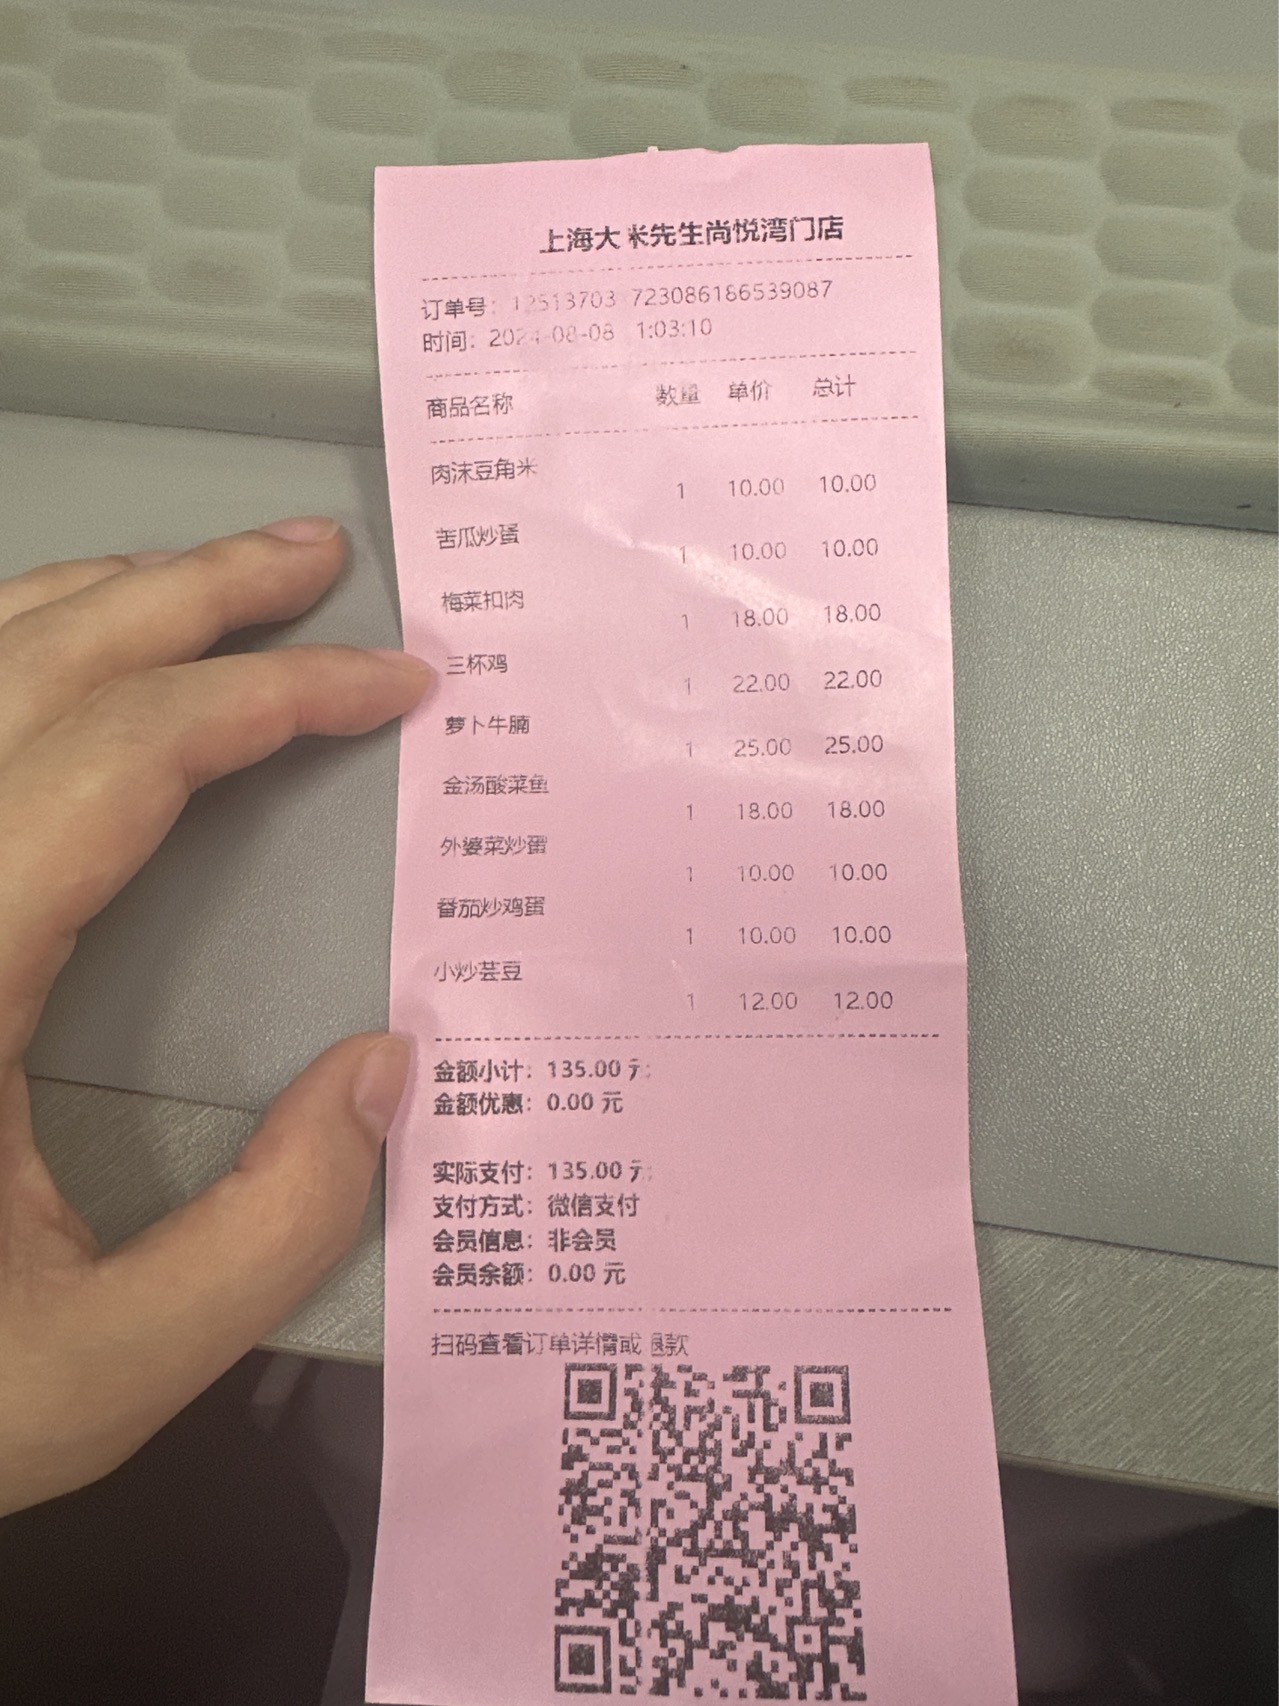 上海大米先生尚悦湾门店
订单号：12513703 723086186539087
时间：2024-08-08 1:03:10
商品名称 数量 单价 总计
肉沫豆角米
1 10.00 10.00
苦瓜炒蛋
1 10.00 10.00
梅菜扣肉
1 18.00 18.00
三杯鸡
1 22.00 22.00
萝卜牛腩
1 25.00 25.00
金汤酸菜鱼
1 18.00 18.00
外婆菜炒蛋
1 10.00 10.00
番茄炒鸡蛋
1 10.00 10.00
小炒芸豆
1 12.00 12.00
金额小计：135.00 元
金额优惠：0.00 元
实际支付：135.00 元
支付方式：微信支付
会员信息：非会员
会员余额：0.00 元
扫码查看订单详情或退款